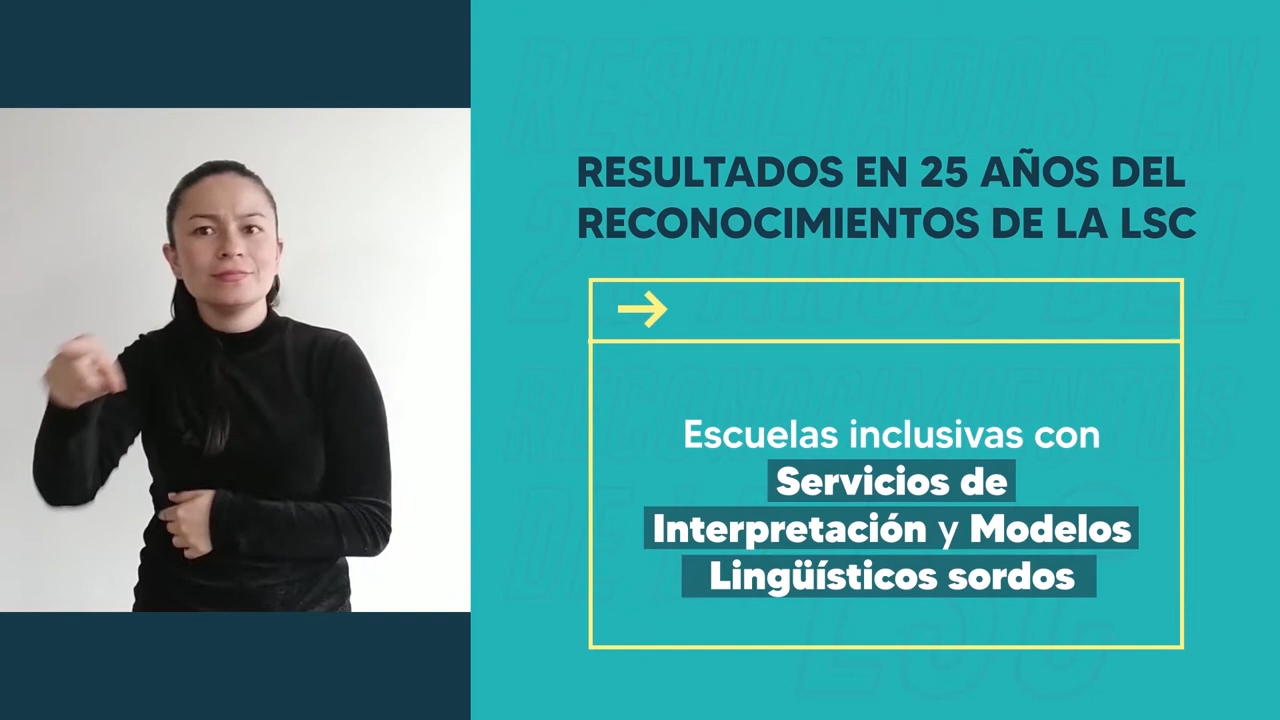 RESULTADOS EN 25 AÑOS DEL
RECONOCIMIENTOS DE LA LSC
Escuelas inclusivas con
Servicios de
Interpretación y Modelos
Lingüísticos sordos